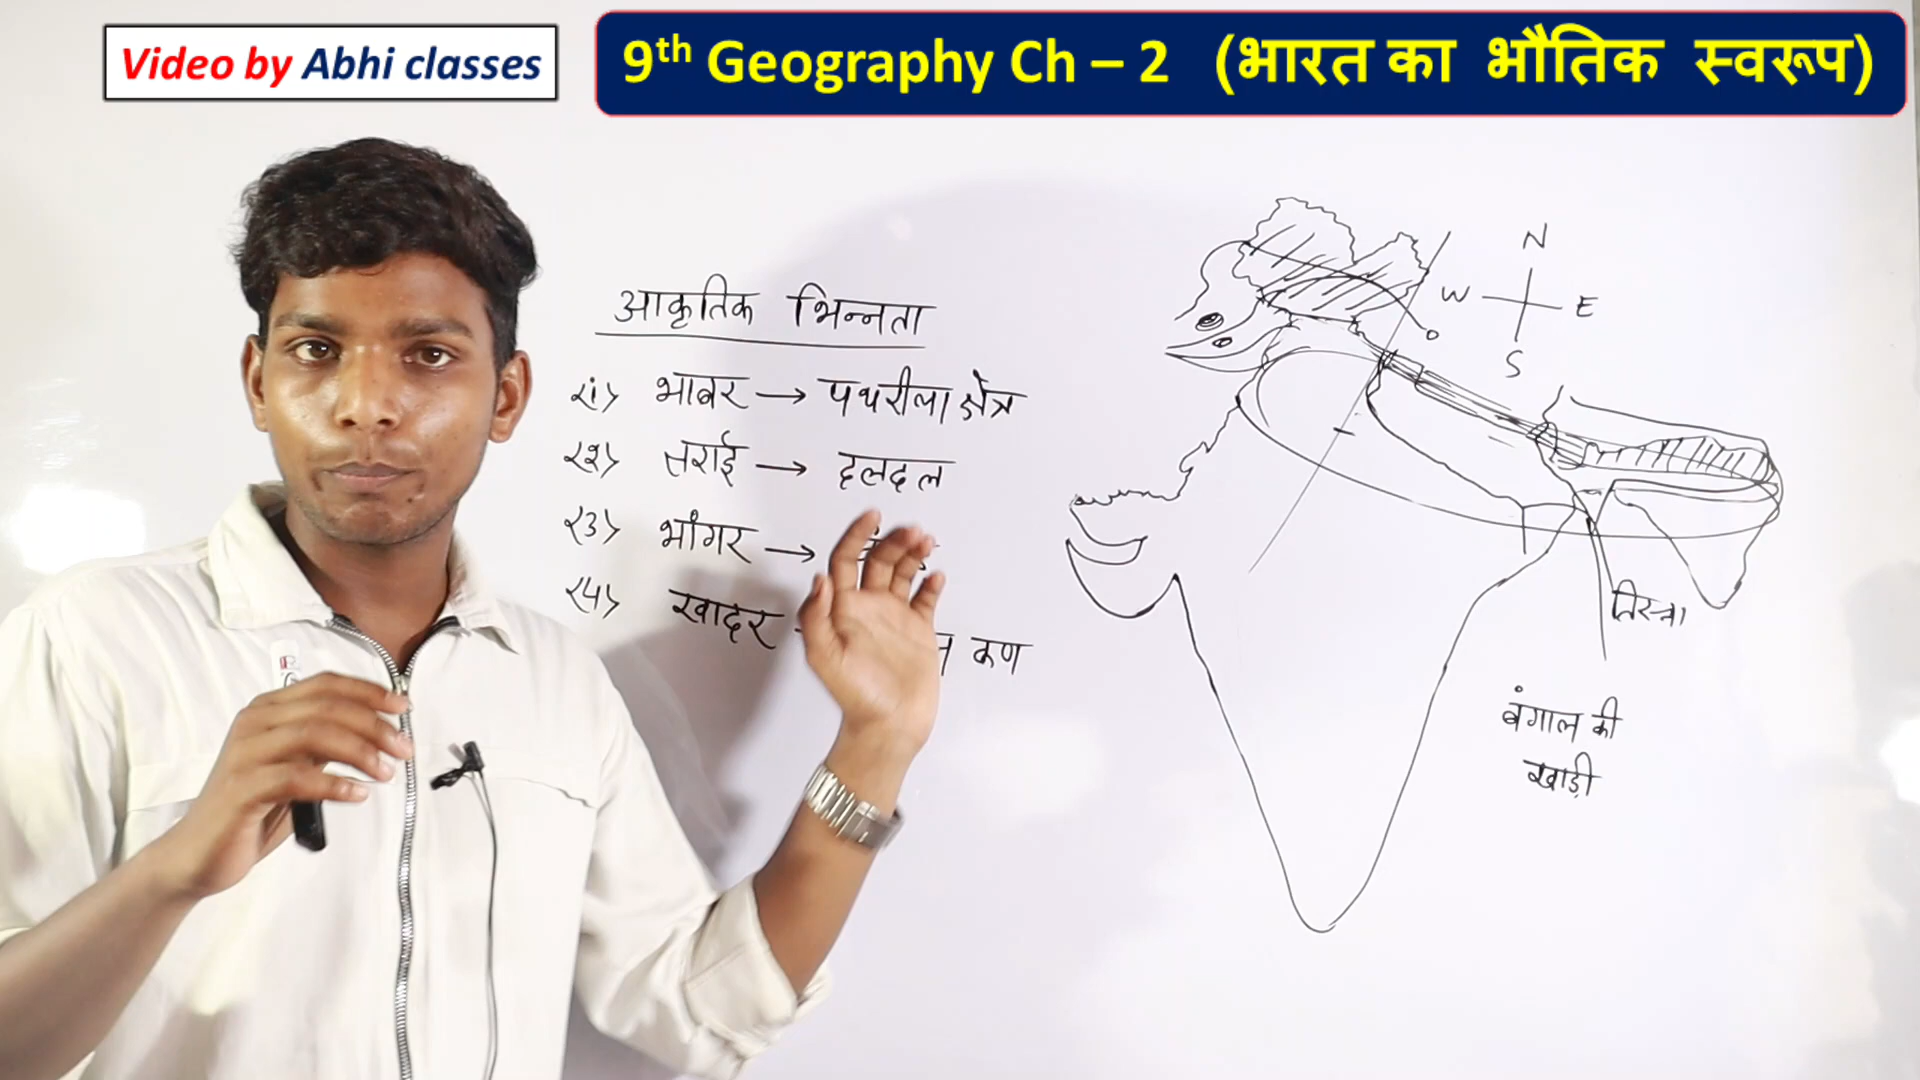 Video by Abhi classes
9th Geography Ch – 2 (भारत का भौतिक स्वरूप)
आकृतिक भिन्नता
(1) भाबर → पथरीला क्षेत्र
(2) तराई → दलदल
(3) भांगर →
(4) खादर कण
N
W E
S
तिस्ता
बंगाल की
खाड़ी